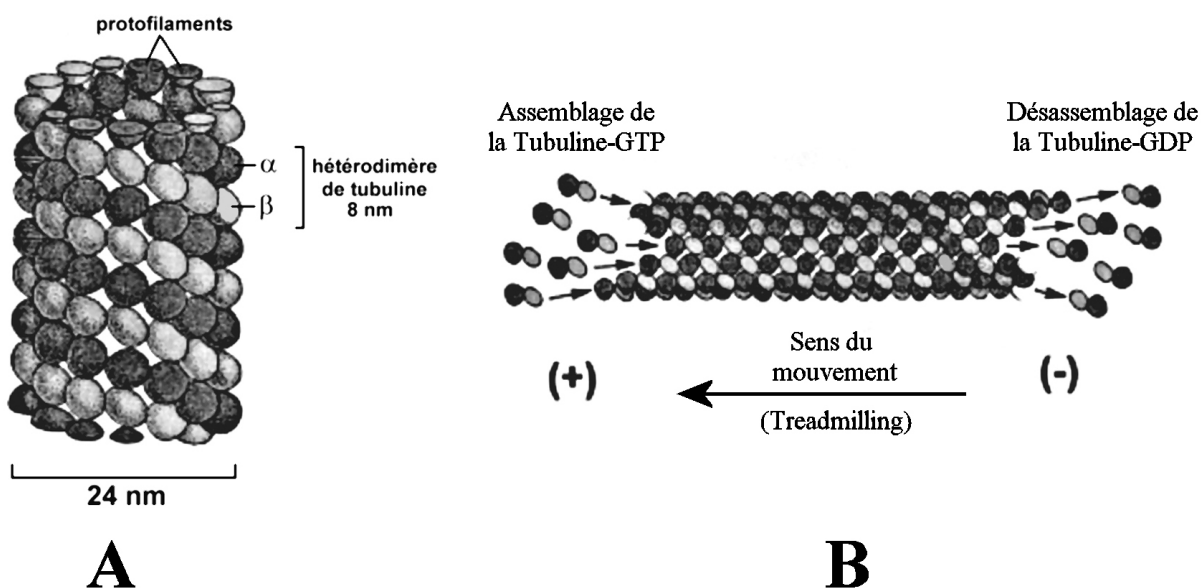 protofilaments
α
β
hétérodimère
de tubuline
8 nm
24 nm
A
Assemblage de
la Tubuline-GTP
Désassemblage de
la Tubuline-GDP
(+)
Sens du
mouvement
(Treadmilling)
(-)
B